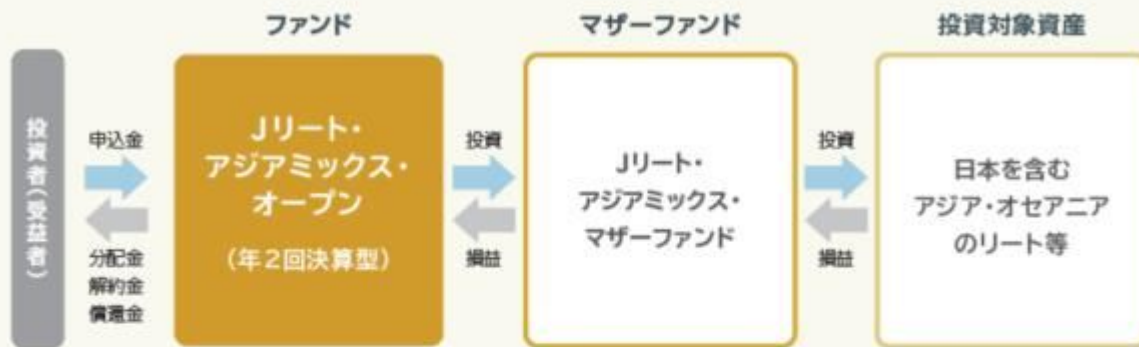 ファンド
マザーファンド
投資対象資産
投資者(受益者)
申込金
分配金
解約金
償還金
Jリート・
アジアミックス・
オープン
(年2回決算型)
投資
損益
Jリート・
アジアミックス・
マザーファンド
投資
損益
日本を含む
アジア・オセアニア
のリート等